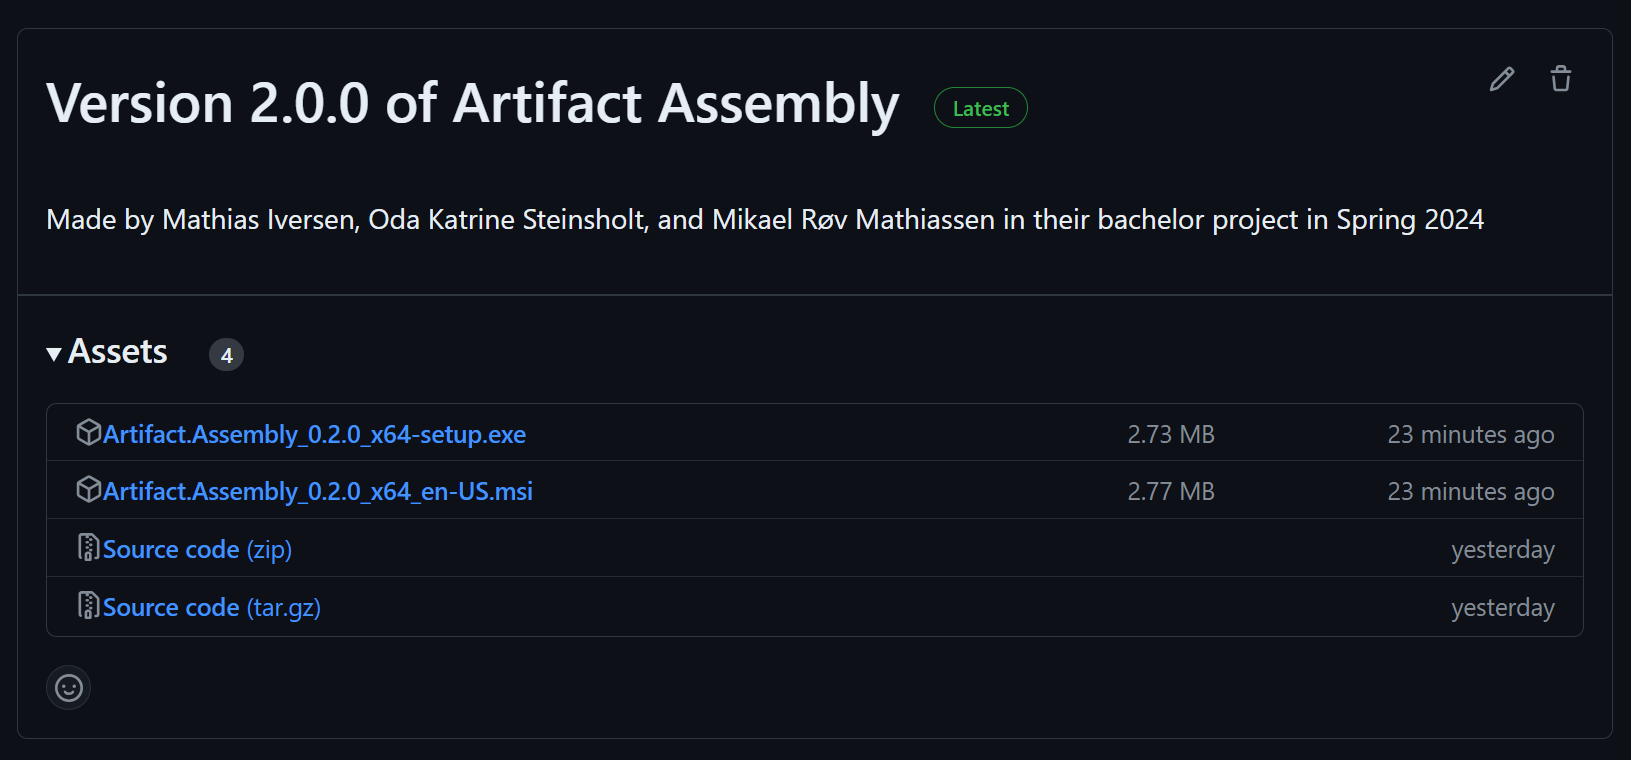 Version 2.0.0 of Artifact Assembly Latest
Made by Mathias Iversen, Oda Katrine Steinsholt, and Mikael Røv Mathiassen in their bachelor project in Spring 2024
Assets 4
Artifact.Assembly_0.2.0_x64-setup.exe 2.73 MB 23 minutes ago
Artifact.Assembly_0.2.0_x64_en-US.msi 2.77 MB 23 minutes ago
Source code (zip) yesterday
Source code (tar.gz) yesterday